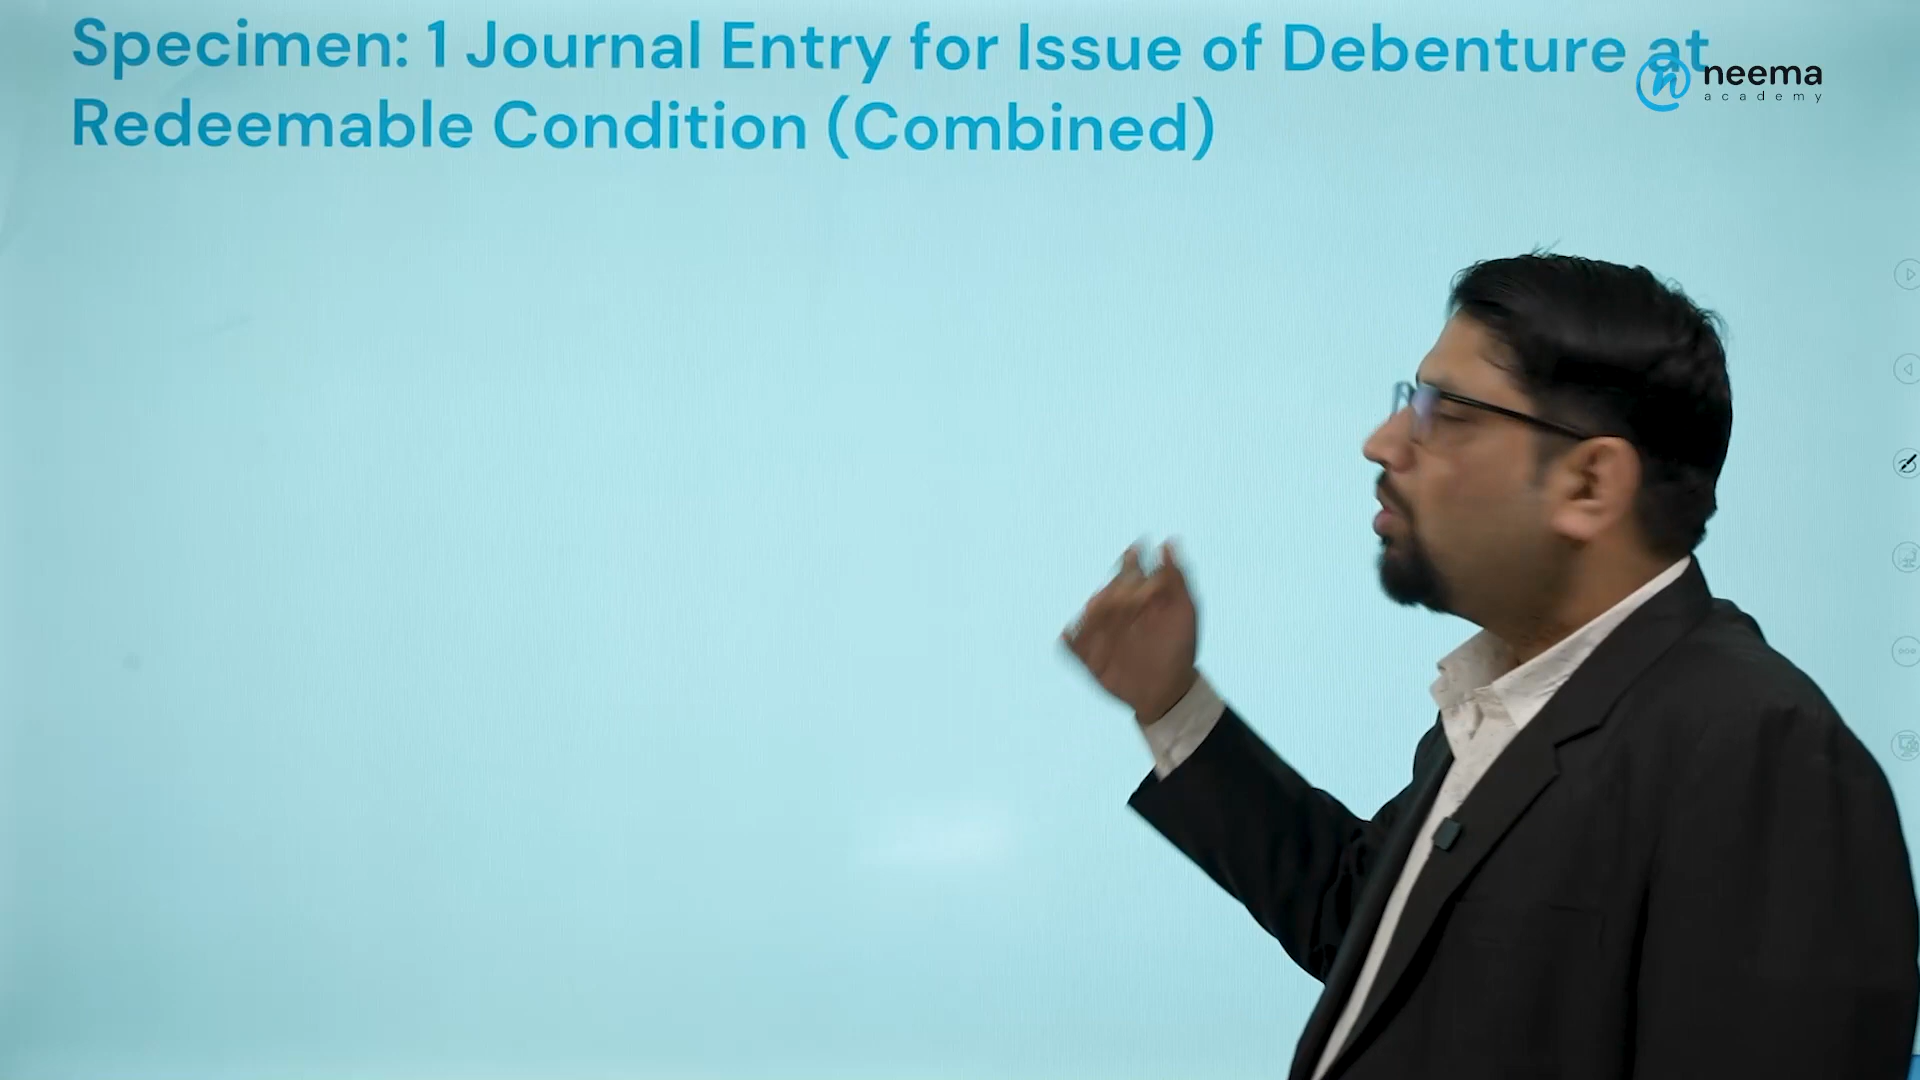 Specimen: 1 Journal Entry for Issue of Debenture at
Redeemable Condition (Combined)
neema
academy